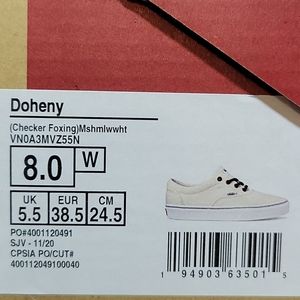 Doheny
(Checker Foxing)Mshmlwwht
VN0A3MVZ55N
8.0 W
UK EUR CM
5.5 38.5 24.5
PO#4001120491
SJV - 11/20
CPSIA PO/CUT#
400112049100040
1 94903 63501 5